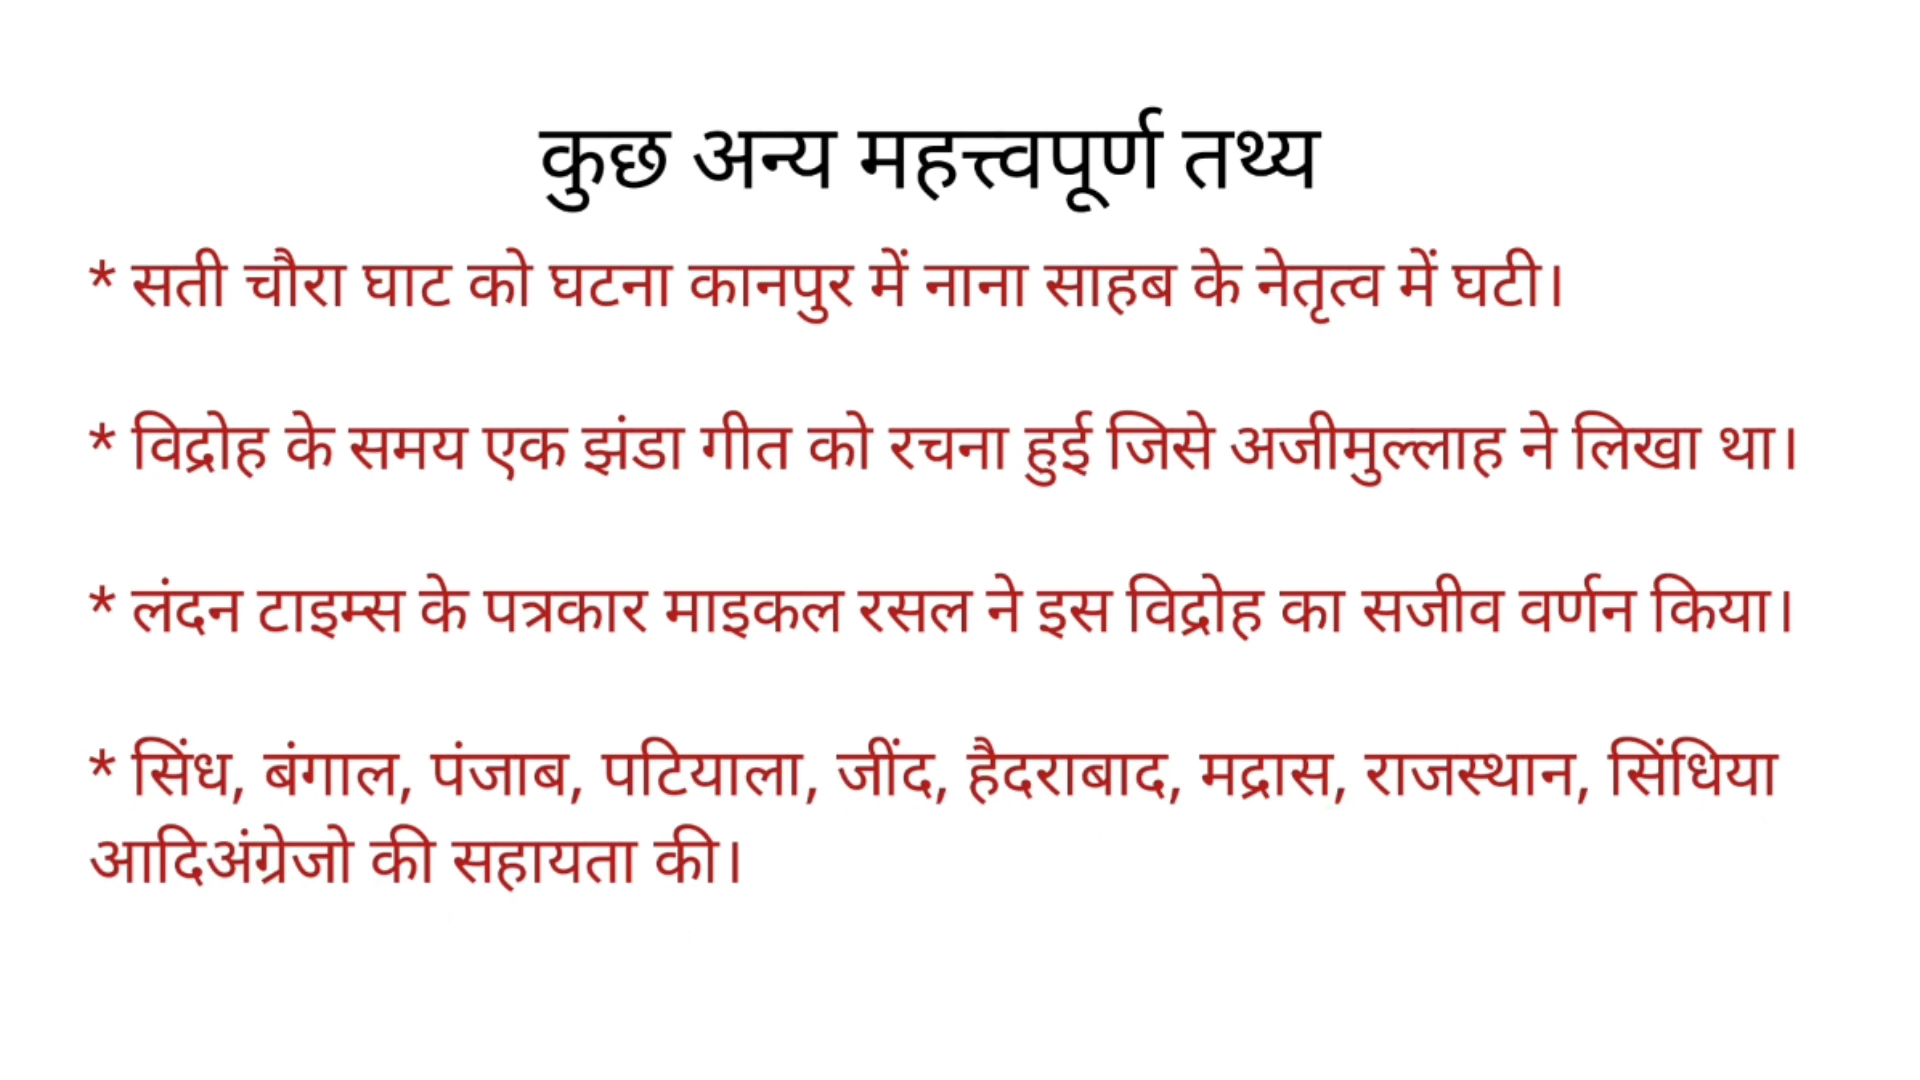 कुछ अन्य महत्त्वपूर्ण तथ्य
* सती चौरा घाट को घटना कानपुर में नाना साहब के नेतृत्व में घटी।
* विद्रोह के समय एक झंडा गीत को रचना हुई जिसे अजीमुल्लाह ने लिखा था।
* लंदन टाइम्स के पत्रकार माइकल रसल ने इस विद्रोह का सजीव वर्णन किया।
* सिंध, बंगाल, पंजाब, पटियाला, जींद, हैदराबाद, मद्रास, राजस्थान, सिंधिया
आदिअंग्रेजो की सहायता की।